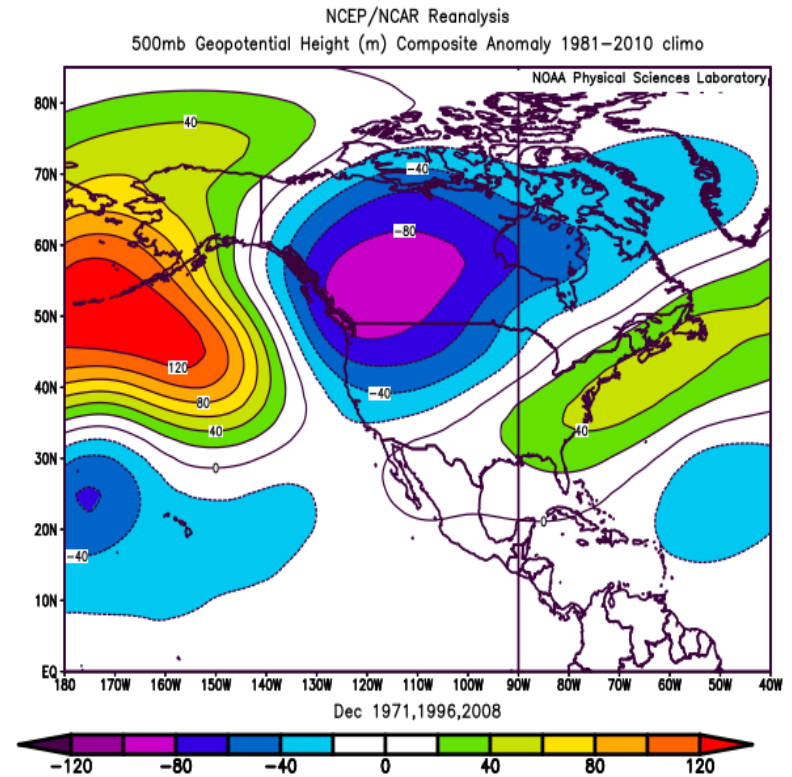 NCEP/NCAR Reanalysis
500mb Geopotential Height (m) Composite Anomaly 1981–2010 climo
NOAA Physical Sciences Laboratory
80N
40
70N
-40
60N
-80
50N
120
40N
-40
80
40
40
30N
0
20N
0
-40
10N
EQ
180 170W 160W 150W 140W 130W 120W 110W 100W 90W 80W 70W 60W 50W 40W
Dec 1971,1996,2008
-120 -80 -40 0 40 80 120